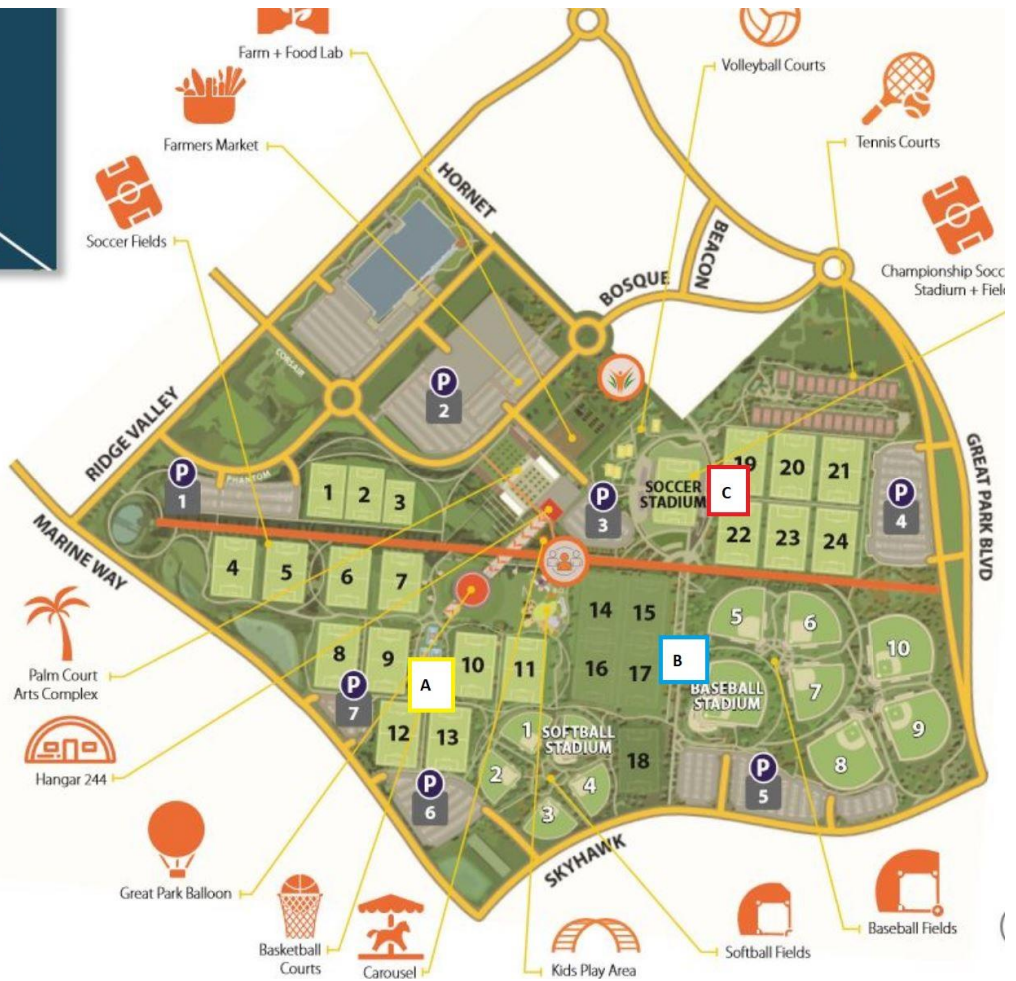 Farm + Food Lab
Volleyball Courts
Farmers Market
Tennis Courts
HORNET
Soccer Fields
BEACON
Championship Socc
Stadium + Fiel
BOSQUE
CORSAIR
RIDGE VALLEY
P
2
GREAT PARK BLVD
P
1
PHANTOM
1
2
3
P
3
SOCCER
STADIUM
C
19
20
21
P
4
22
23
24
MARINE WAY
4
5
6
7
14
15
5
6
Palm Court
Arts Complex
8
9
A
10
11
16
17
B
BASEBALL
STADIUM
7
10
9
P
7
12
13
1
SOFTBALL
STADIUM
18
8
Hangar 244
P
6
2
4
3
P
5
SKYHAWK
Great Park Balloon
Basketball
Courts
Carousel
Kids Play Area
Softball Fields
Baseball Fields